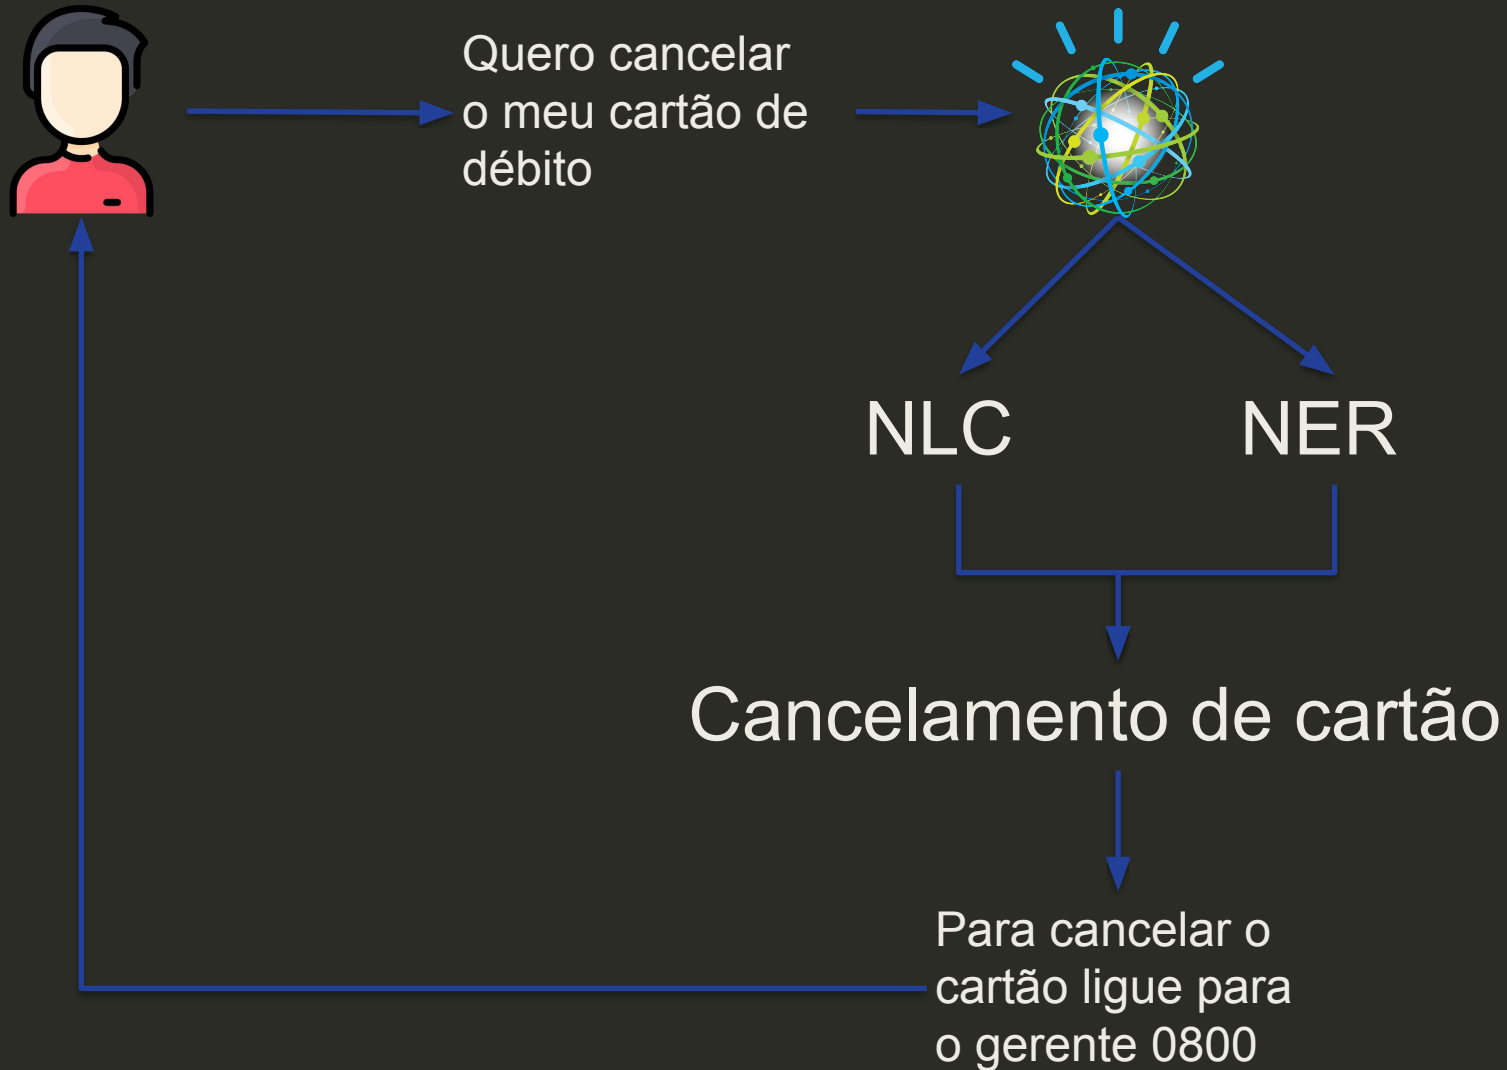 Quero cancelar
o meu cartão de
débito
NLC
NER
Cancelamento de cartão
Para cancelar o
cartão ligue para
o gerente 0800